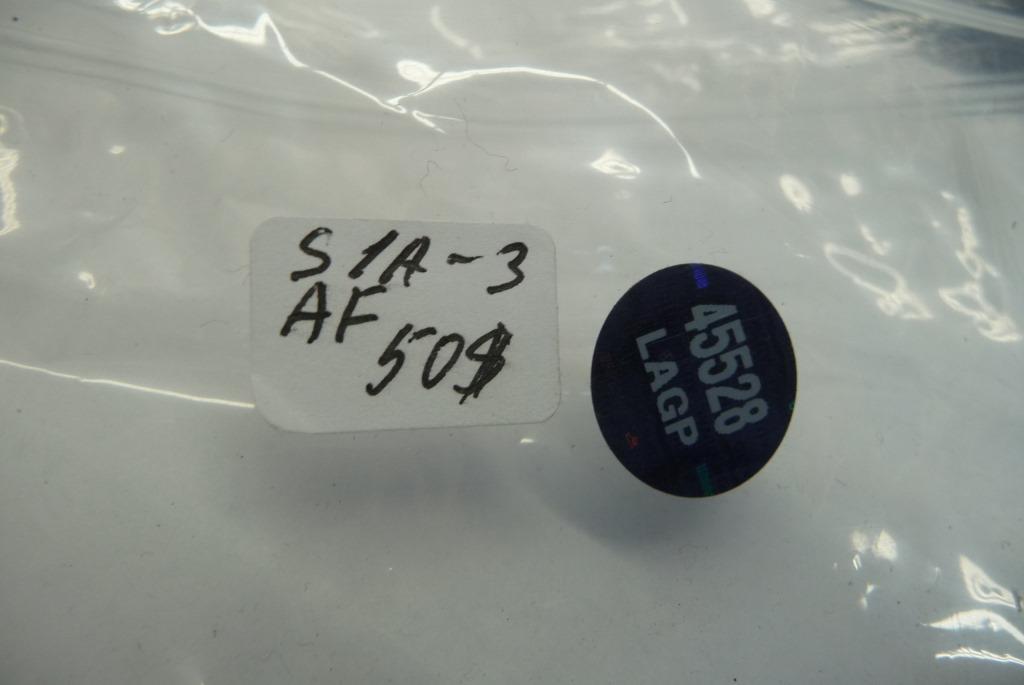 S1A-3
AF
50$
45528
LAGP